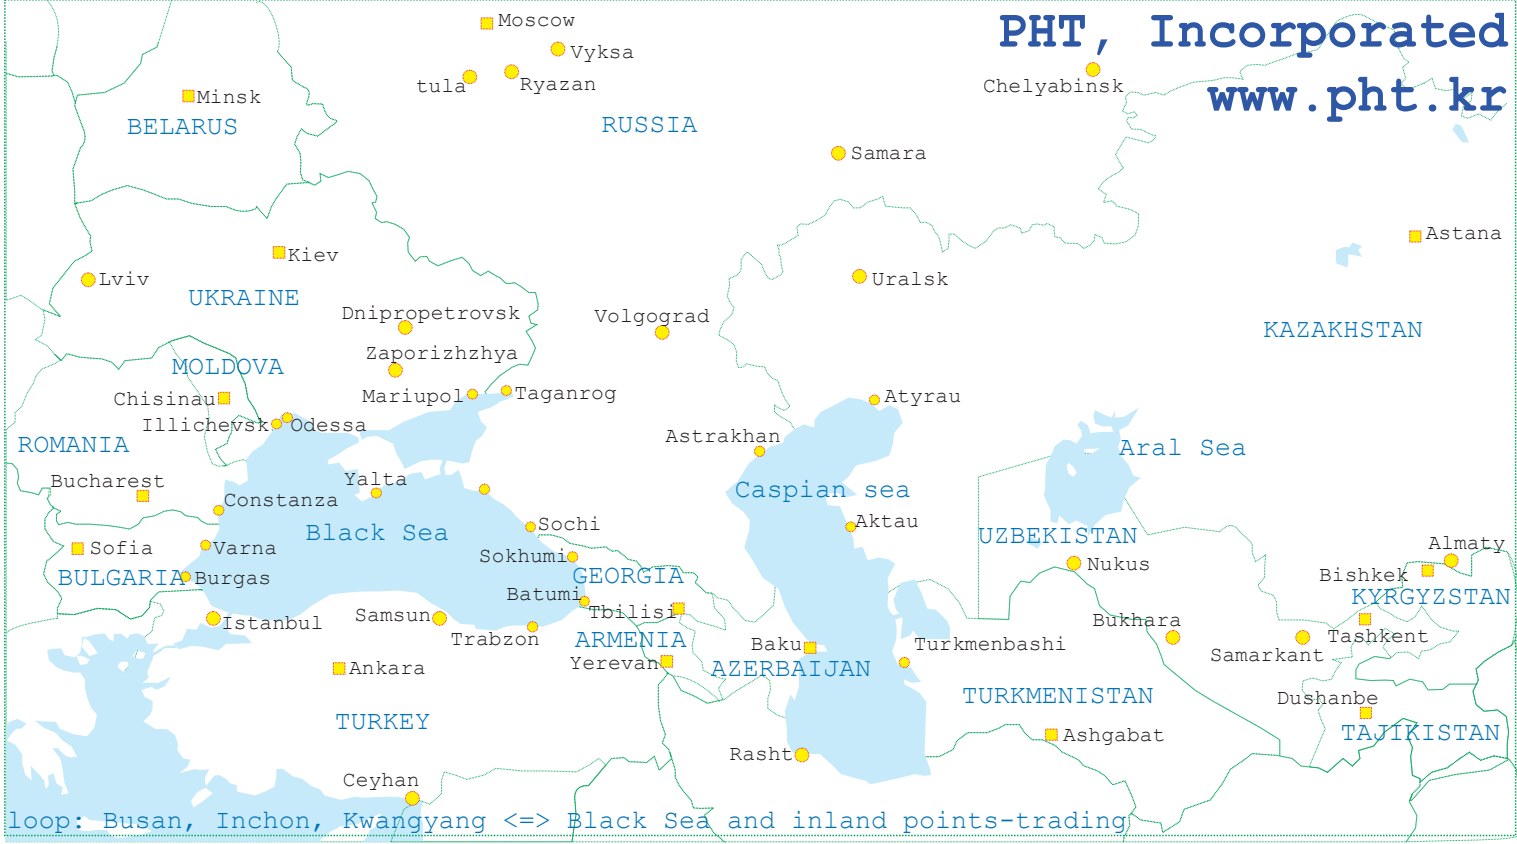 PHT, Incorporated
www.pht.kr
Moscow
Vyksa
tula
Ryazan
Chelyabinsk
Minsk
BELARUS
RUSSIA
Samara
Astana
Kiev
Lviv
Uralsk
UKRAINE
Dnipropetrovsk
Volgograd
KAZAKHSTAN
Zaporizhzhya
MOLDOVA
Chisinau
Mariupol
Taganrog
Atyrau
Illichevsk
Odessa
ROMANIA
Astrakhan
Aral Sea
Bucharest
Yalta
Caspian sea
Constanza
Black Sea
Sochi
Aktau
UZBEKISTAN
Sofia
Varna
Sokhumi
Nukus
Almaty
BULGARIA
Burgas
GEORGIA
Bishkek
KYRGYZSTAN
Batumi
Tbilisi
Istanbul
Samsun
Trabzon
ARMENIA
Baku
Turkmenbashi
Bukhara
Tashkent
Samarkant
Ankara
Yerevan
AZERBAIJAN
TURKMENISTAN
Dushanbe
TURKEY
Ashgabat
TAJIKISTAN
Rasht
Ceyhan
loop: Busan, Inchon, Kwangyang <=> Black Sea and inland points-trading